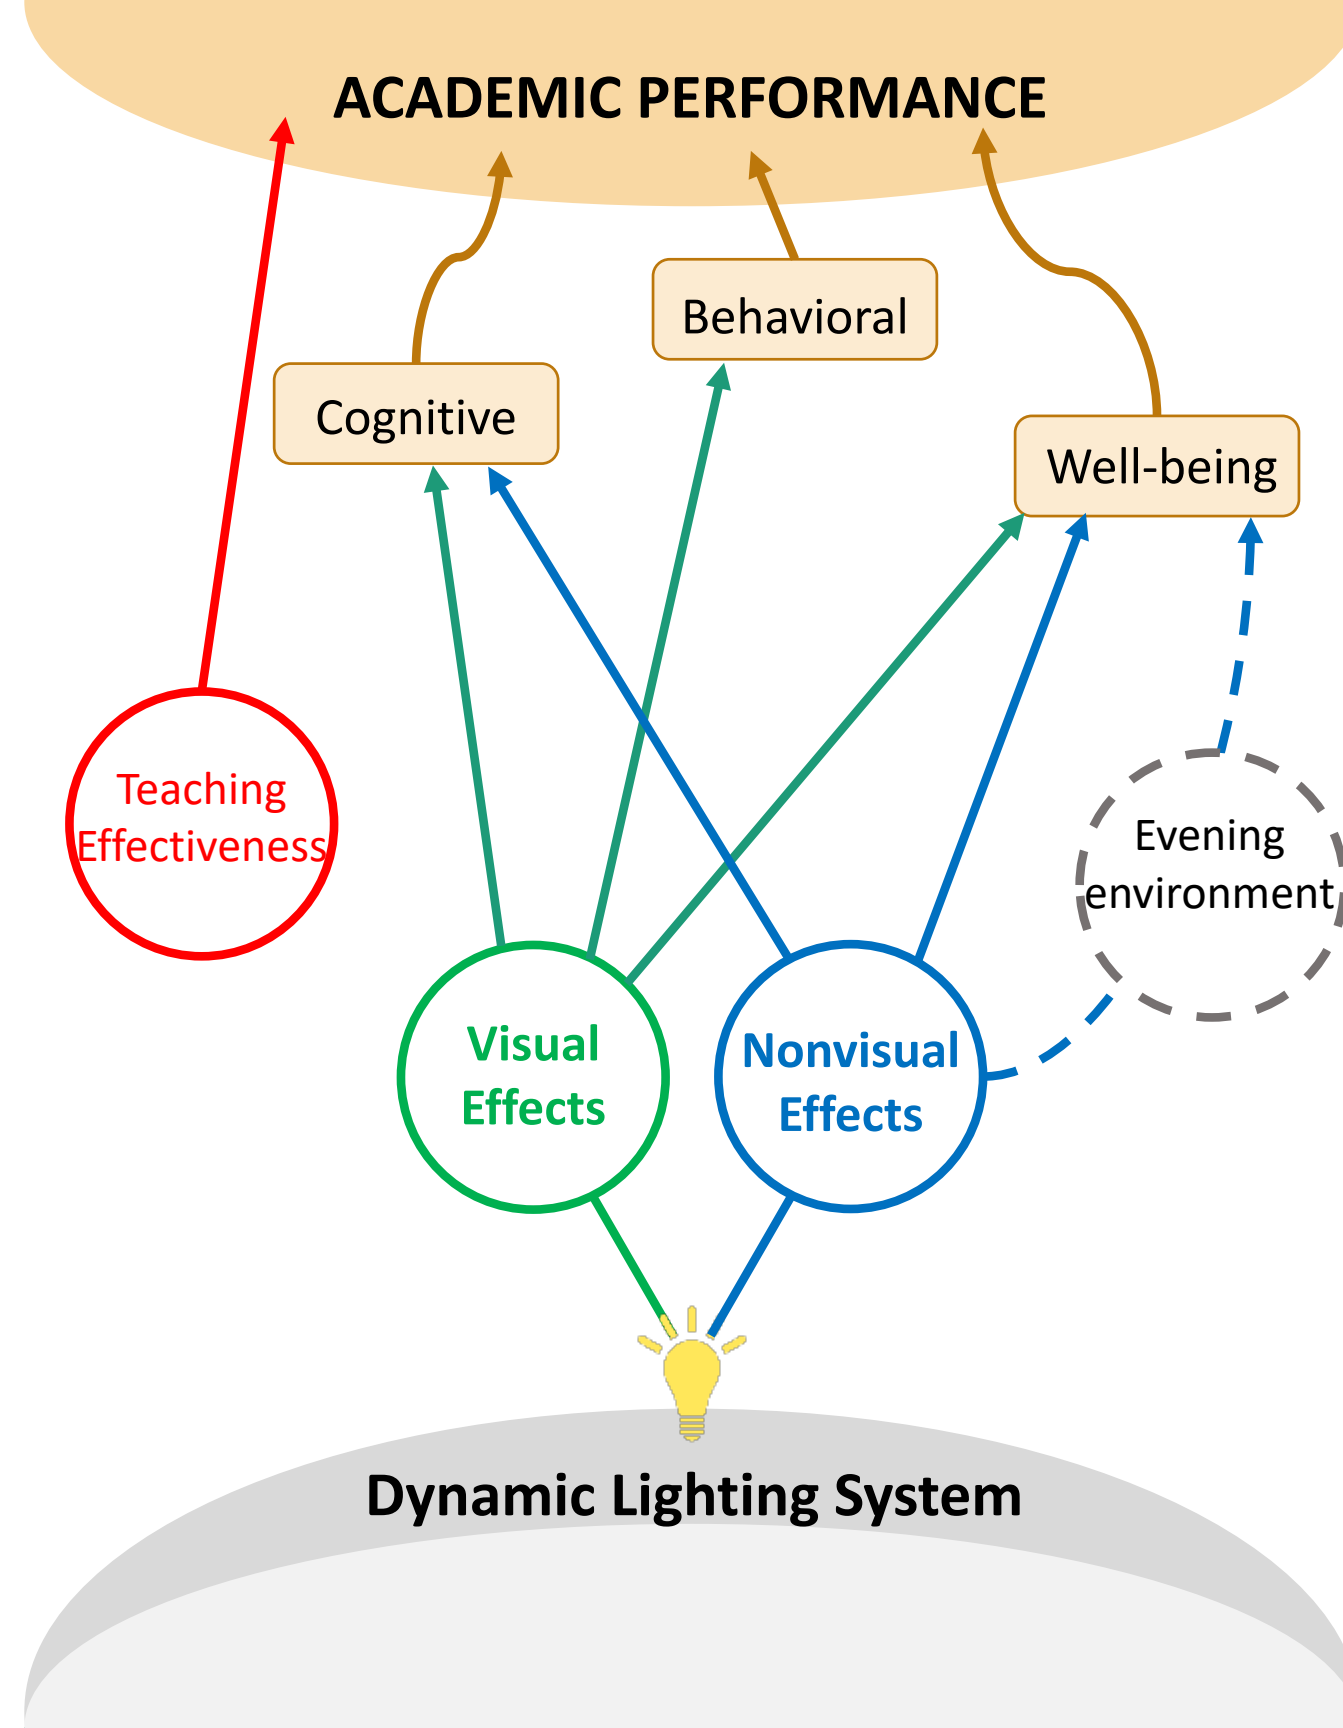 ACADEMIC PERFORMANCE
Behavioral
Cognitive
Well-being
Teaching
Effectiveness
Evening
environment
Visual
Effects
Nonvisual
Effects
Dynamic Lighting System